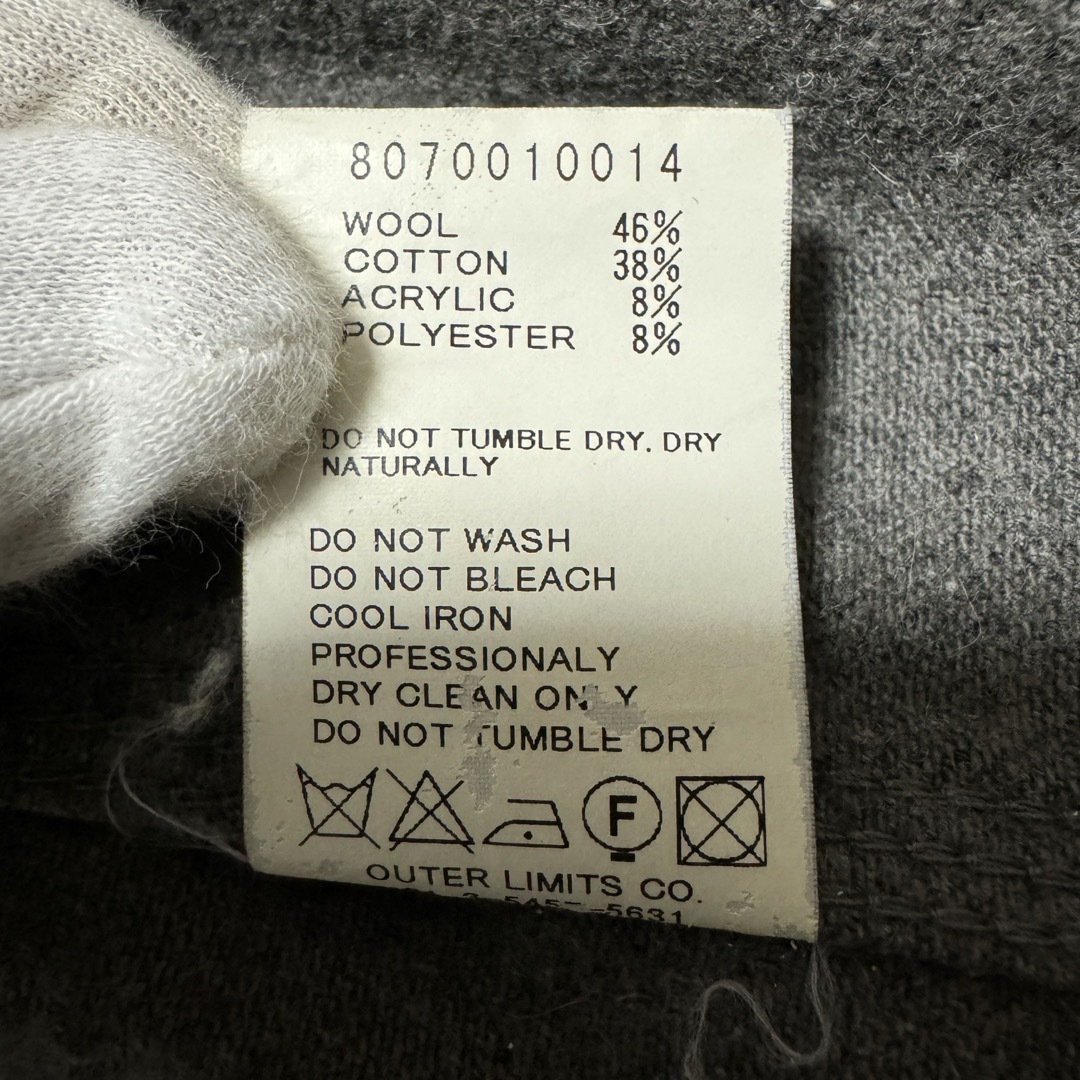 8070010014
WOOL 46%
COTTON 38%
ACRYLIC 8%
POLYESTER 8%
DO NOT TUMBLE DRY. DRY
NATURALLY
DO NOT WASH
DO NOT BLEACH
COOL IRON
PROFESSIONALY
DRY CLEAN ONLY
DO NOT TUMBLE DRY
F
OUTER LIMITS CO.
5631